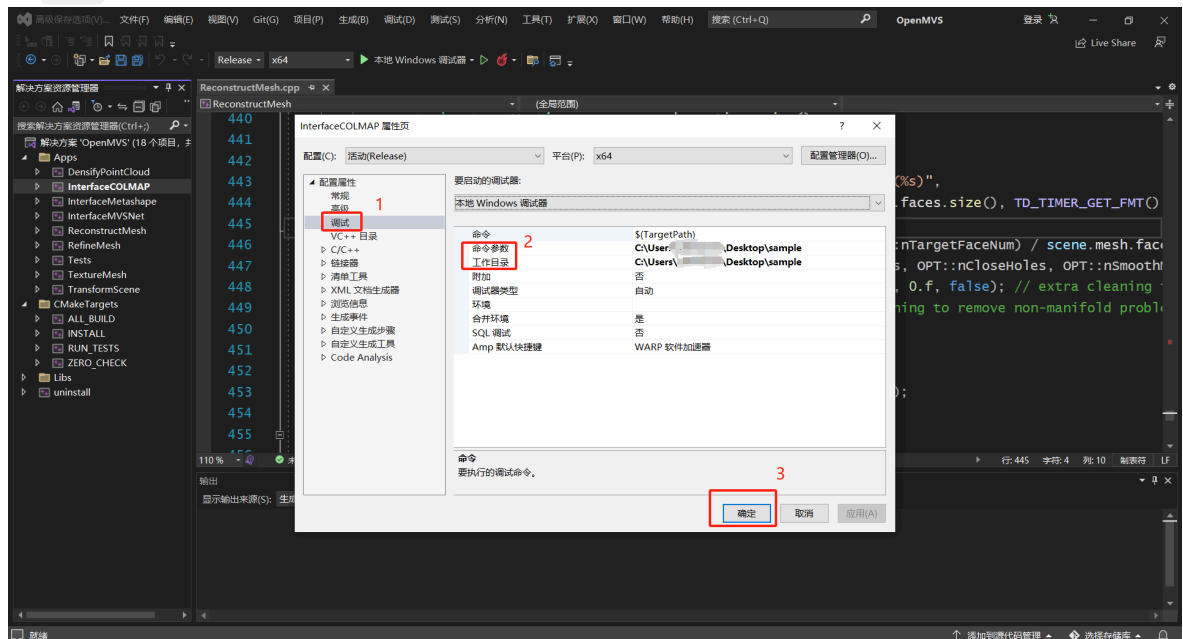 高级保存选项(V)... 文件(F) 编辑(E) 视图(V) Git(G) 项目(P) 生成(B) 调试(D) 测试(S) 分析(N) 工具(T) 扩展(X) 窗口(W) 帮助(H) 搜索 (Ctrl+Q) OpenMVS 登录
Live Share
Release x64 本地 Windows 调试器
解决方案资源管理器
ReconstructMesh.cpp
ReconstructMesh (全局范围)
搜索解决方案资源管理器(Ctrl+;)
解决方案 'OpenMVS' (18 个项目, 共
Apps
DensifyPointCloud
InterfaceCOLMAP
InterfaceMetashape
InterfaceMVSNet
ReconstructMesh
RefineMesh
Tests
TextureMesh
TransformScene
CMakeTargets
ALL_BUILD
INSTALL
RUN_TESTS
ZERO_CHECK
Libs
uninstall
440
441
442
443 (%s)",
444 .faces.size(), TD_TIMER_GET_FMT()
445
446 :nTargetFaceNum) / scene.mesh.face
447 s, OPT::nCloseHoles, OPT::nSmoothM
448 , 0.f, false); // extra cleaning
449 ning to remove non-manifold proble
450
451
452
453 );
454
455
InterfaceCOLMAP 属性页 ? ×
配置(C): 活动(Release) 平台(P): x64 配置管理器(O)...
配置属性
常规
高级
调试
VC++ 目录
C/C++
链接器
清单工具
XML 文档生成器
浏览信息
生成事件
自定义生成步骤
自定义生成工具
Code Analysis
1
要启动的调试器:
本地 Windows 调试器
命令 $(TargetPath)
命令参数 C:\User \Desktop\sample
工作目录 C:\Users\ \Desktop\sample
附加 否
调试器类型 自动
环境
合并环境 是
SQL 调试 否
Amp 默认快捷键 WARP 软件加速器
2
命令
要执行的调试命令。
3
确定 取消 应用(A)
110 %
行: 445 字符: 4 列: 10 制表符 LF
输出
显示输出来源(S): 生成
就绪 添加到源代码管理 选择存储库